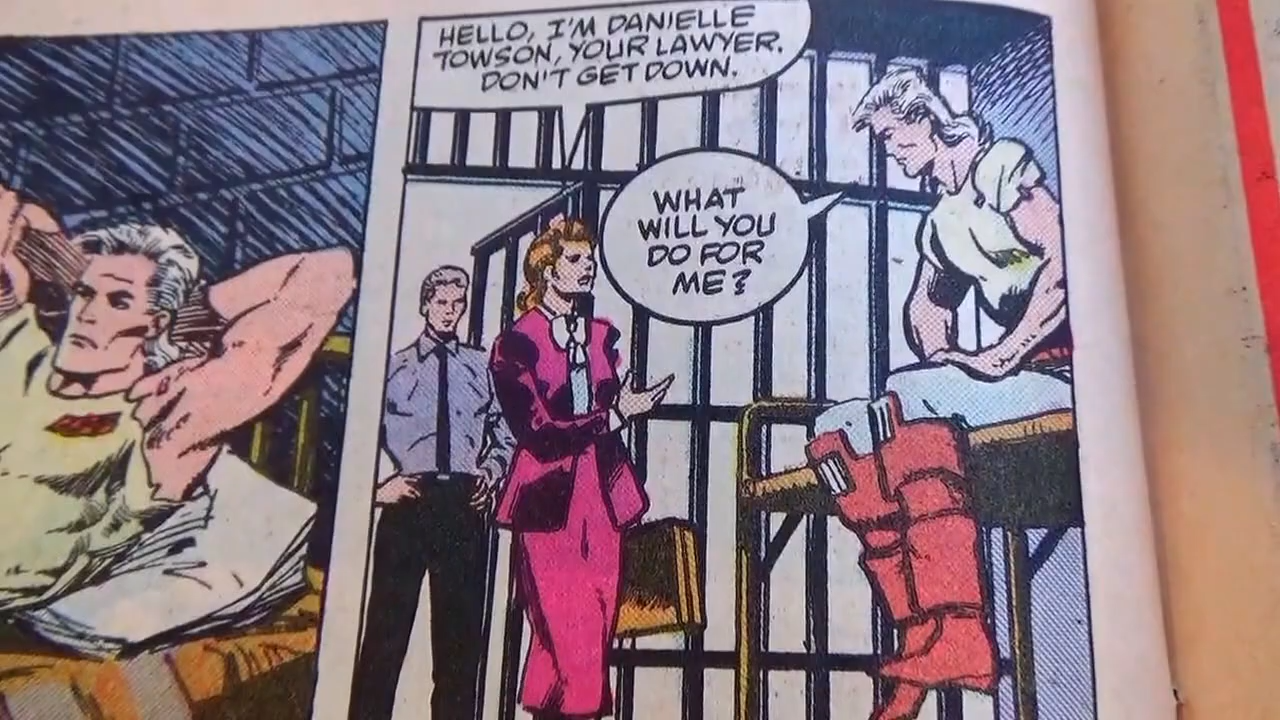 HELLO, I'M DANIELLE
TOWSON, YOUR LAWYER.
DON'T GET DOWN.
WHAT
WILL YOU
DO FOR
ME?